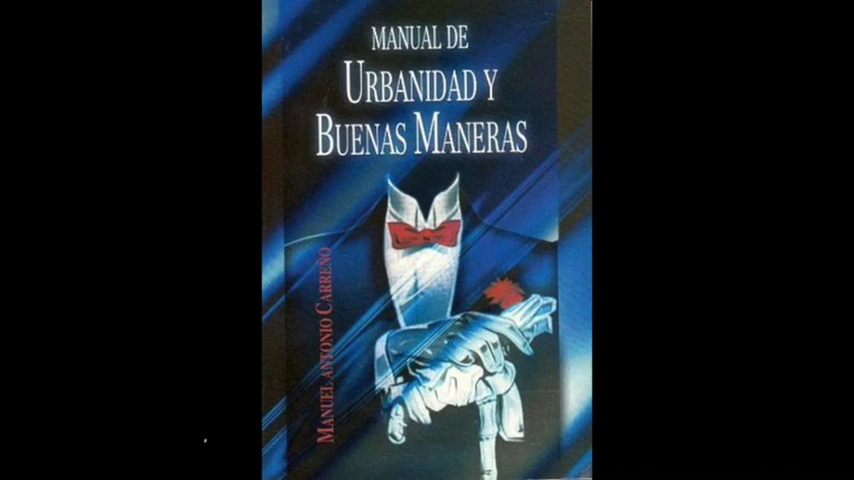 MANUAL DE
URBANIDAD Y
BUENAS MANERAS
MANUEL ANTONIO CARREÑO